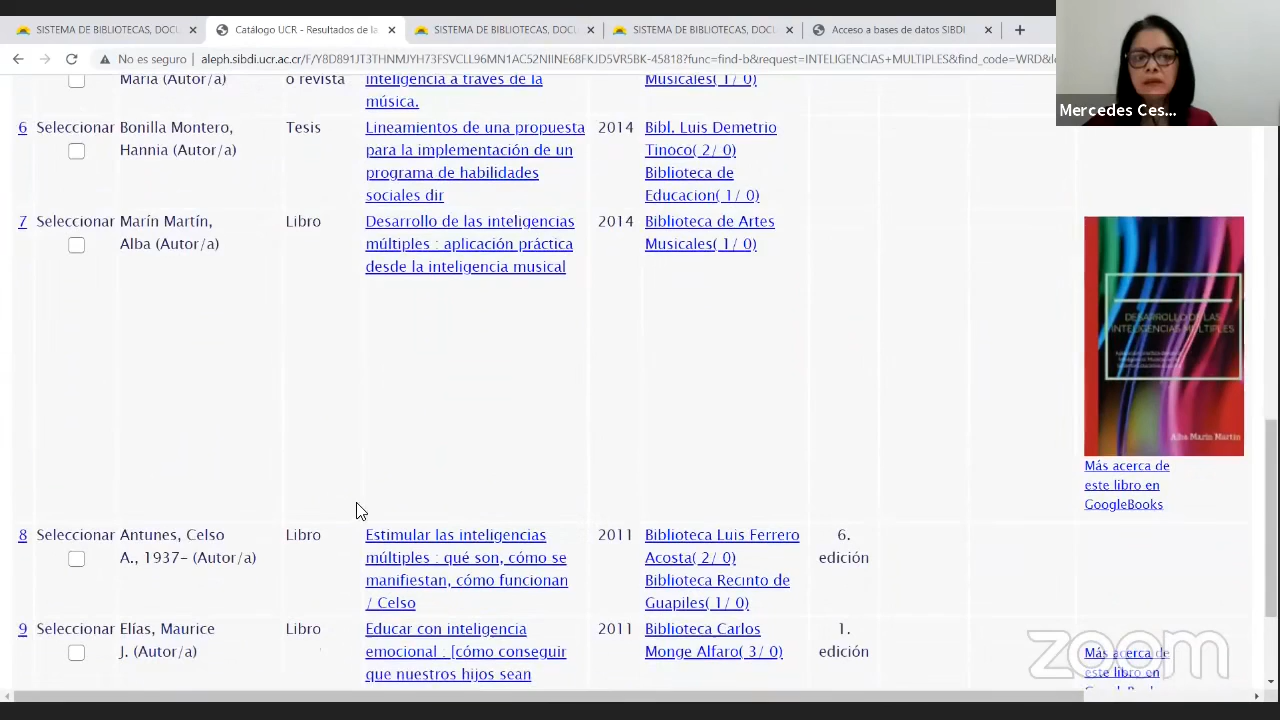 SISTEMA DE BIBLIOTECAS, DOCU
Catálogo UCR - Resultados de la
SISTEMA DE BIBLIOTECAS, DOCU
SISTEMA DE BIBLIOTECAS, DOCU
Acceso a bases de datos SIBDI
No es seguro
aleph.sibdi.ucr.ac.cr/F/
func=find-b&request=INTELIGENCIAS+MULTIPLES&find_code=WRD&
Mercedes Ces...
María (Autor/a)
o revista
inteligencia a través de la
música.
Musicales( 1/ 0)
6 Seleccionar Bonilla Montero,
Hannia (Autor/a)
Tesis
Lineamientos de una propuesta
para la implementación de un
programa de habilidades
sociales dir
2014
Bibl. Luis Demetrio
Tinoco( 2/ 0)
Biblioteca de
Educacion( 1/ 0)
7 Seleccionar Marín Martín,
Alba (Autor/a)
Libro
Desarrollo de las inteligencias
múltiples : aplicación práctica
desde la inteligencia musical
2014
Biblioteca de Artes
Musicales( 1/ 0)
DESARROLLO DE LAS
INTELIGENCIAS MÚLTIPLES
Alba Marín Martín
Más acerca de
este libro en
GoogleBooks
8 Seleccionar Antunes, Celso
A., 1937- (Autor/a)
Libro
Estimular las inteligencias
múltiples : qué son, cómo se
manifiestan, cómo funcionan
/ Celso
2011
Biblioteca Luis Ferrero
Acosta( 2/ 0)
Biblioteca Recinto de
Guapiles( 1/ 0)
6.
edición
9 Seleccionar Elías, Maurice
J. (Autor/a)
Libro
Educar con inteligencia
emocional : [cómo conseguir
que nuestros hijos sean
2011
Biblioteca Carlos
Monge Alfaro( 3/ 0)
1.
edición
Más acerca de
este libro en
zoom